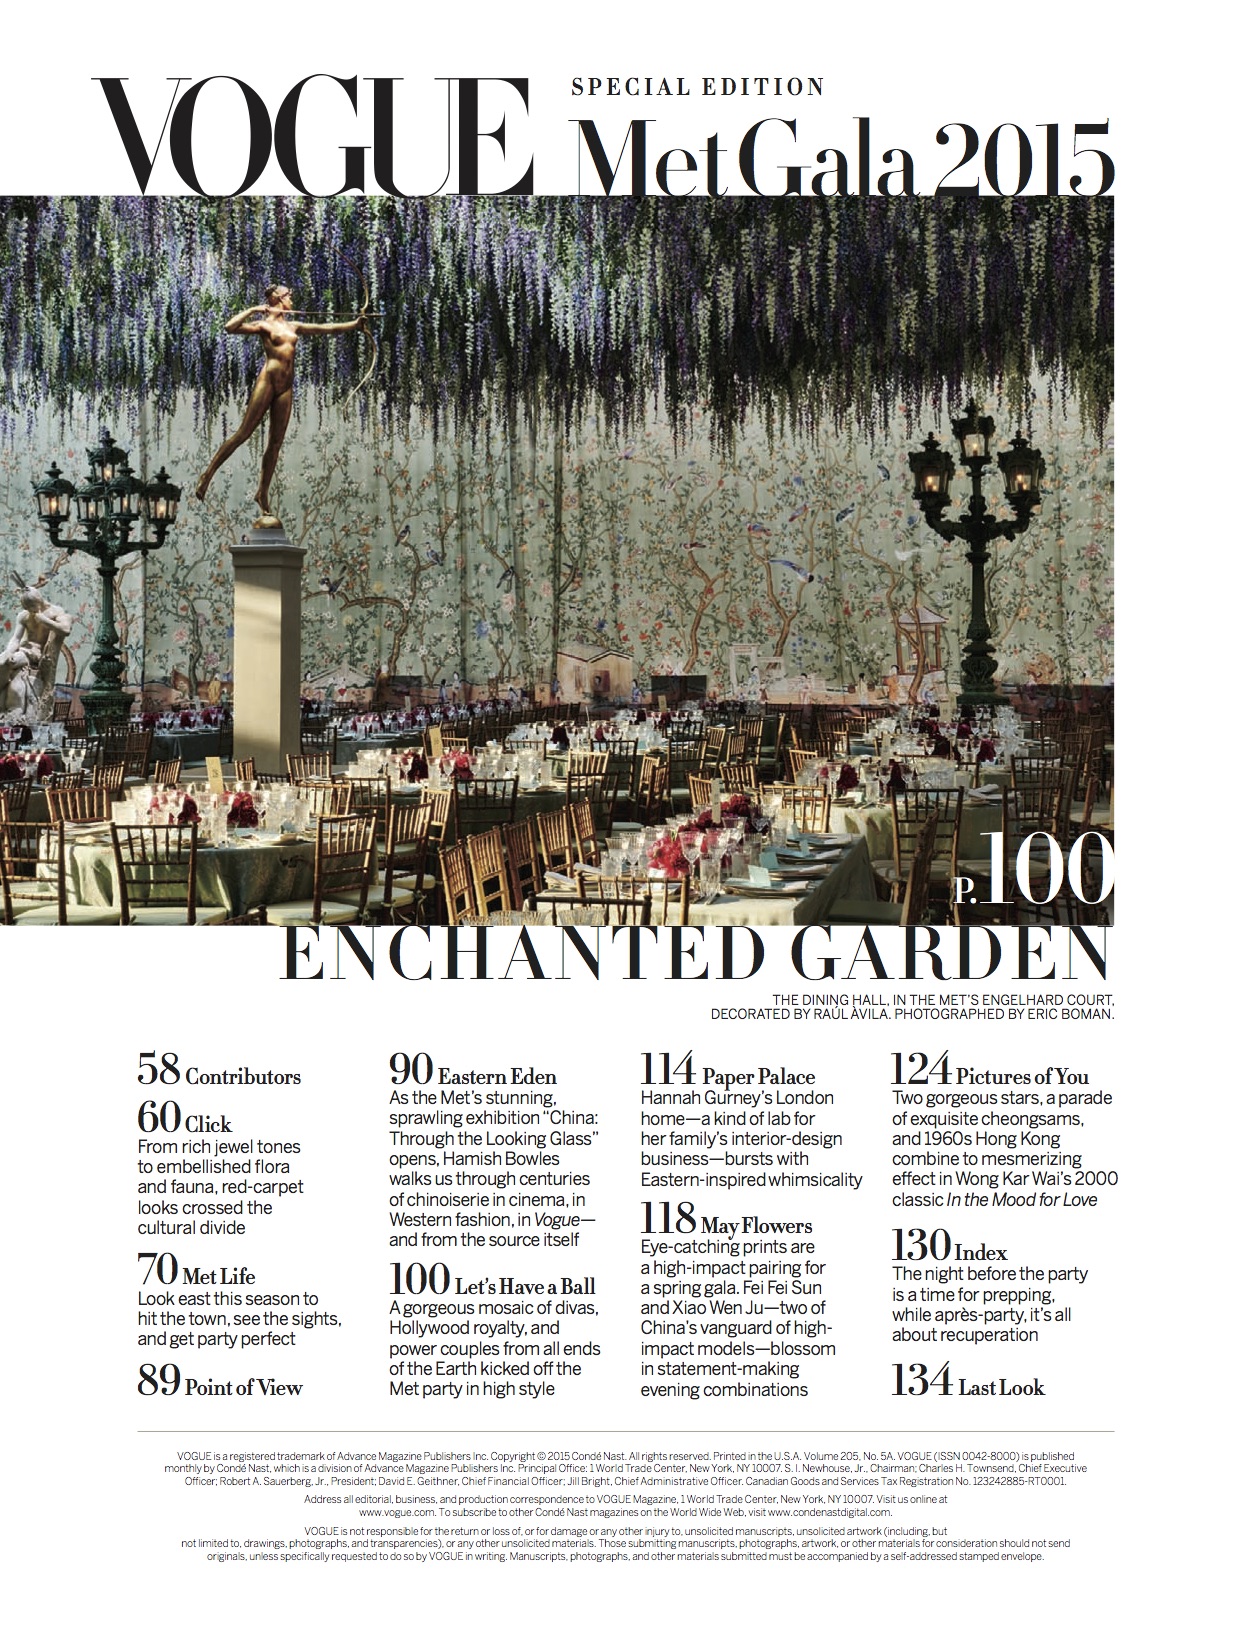 VOGUE
SPECIAL EDITION
Met Gala 2015
P.100
ENCHANTED GARDEN
THE DINING HALL, IN THE MET'S ENGELHARD COURT,
DECORATED BY RAÚL ÀVILA. PHOTOGRAPHED BY ERIC BOMAN.
58 Contributors
60 Click
From rich jewel tones
to embellished flora
and fauna, red-carpet
looks crossed the
cultural divide
70 Met Life
Look east this season to
hit the town, see the sights,
and get party perfect
89 Point of View
90 Eastern Eden
As the Met's stunning,
sprawling exhibition "China:
Through the Looking Glass"
opens, Hamish Bowles
walks us through centuries
of chinoiserie in cinema, in
Western fashion, in Vogue—
and from the source itself
100 Let's Have a Ball
A gorgeous mosaic of divas,
Hollywood royalty, and
power couples from all ends
of the Earth kicked off the
Met party in high style
114 Paper Palace
Hannah Gurney's London
home—a kind of lab for
her family's interior-design
business—bursts with
Eastern-inspired whimsicality
118 May Flowers
Eye-catching prints are
a high-impact pairing for
a spring gala. Fei Fei Sun
and Xiao Wen Ju—two of
China's vanguard of high-
impact models—blossom
in statement-making
evening combinations
124 Pictures of You
Two gorgeous stars, a parade
of exquisite cheongsams,
and 1960s Hong Kong
combine to mesmerizing
effect in Wong Kar Wai's 2000
classic In the Mood for Love
130 Index
The night before the party
is a time for prepping,
while après-party, it's all
about recuperation
134 Last Look
VOGUE is a registered trademark of Advance Magazine Publishers Inc. Copyright © 2015 Condé Nast. All rights reserved. Printed in the U.S.A. Volume 205, No. 5A. VOGUE (ISSN 0042-8000) is published
monthly by Condé Nast, which is a division of Advance Magazine Publishers Inc. Principal Office: 1 World Trade Center, New York, NY 10007. S. I. Newhouse, Jr., Chairman; Charles H. Townsend, Chief Executive
Officer; Robert A. Sauerberg, Jr., President; David E. Geithner, Chief Financial Officer; Jill Bright, Chief Administrative Officer. Canadian Goods and Services Tax Registration No. 123242885-RT0001.
Address all editorial, business, and production correspondence to VOGUE Magazine, 1 World Trade Center, New York, NY 10007. Visit us online at
www.vogue.com. To subscribe to other Condé Nast magazines on the World Wide Web, visit www.condenastdigital.com.
VOGUE is not responsible for the return or loss of, or for damage or any other injury to, unsolicited manuscripts, unsolicited artwork (including, but
not limited to, drawings, photographs, and transparencies), or any other unsolicited materials. Those submitting manuscripts, photographs, artwork, or other materials for consideration should not send
originals, unless specifically requested to do so by VOGUE in writing. Manuscripts, photographs, and other materials submitted must be accompanied by a self-addressed stamped envelope.